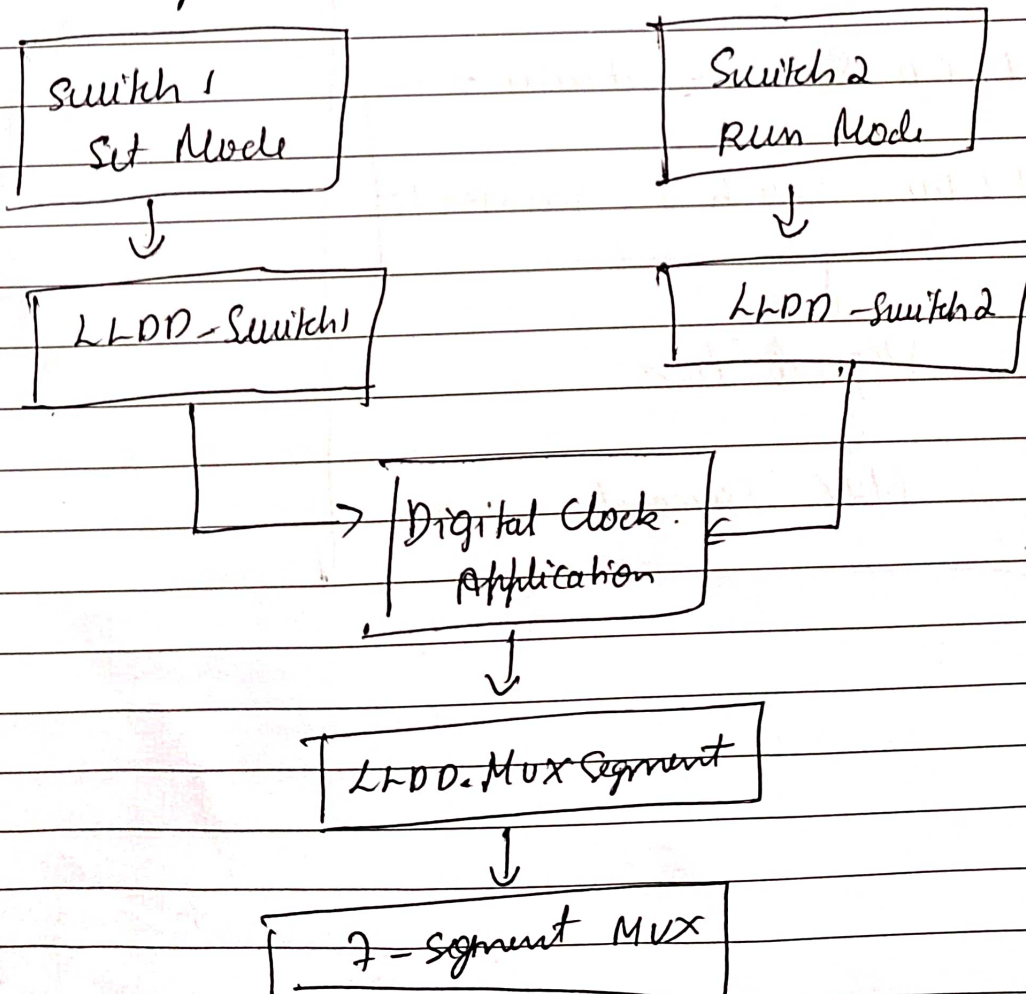 Switch 1
Set Mode
Switch 2
Run Mode
LLDD-Switch1
LLDD-Switch2
Digital Clock.
Application
LLDD.MUX Segment
7-Segment MUX